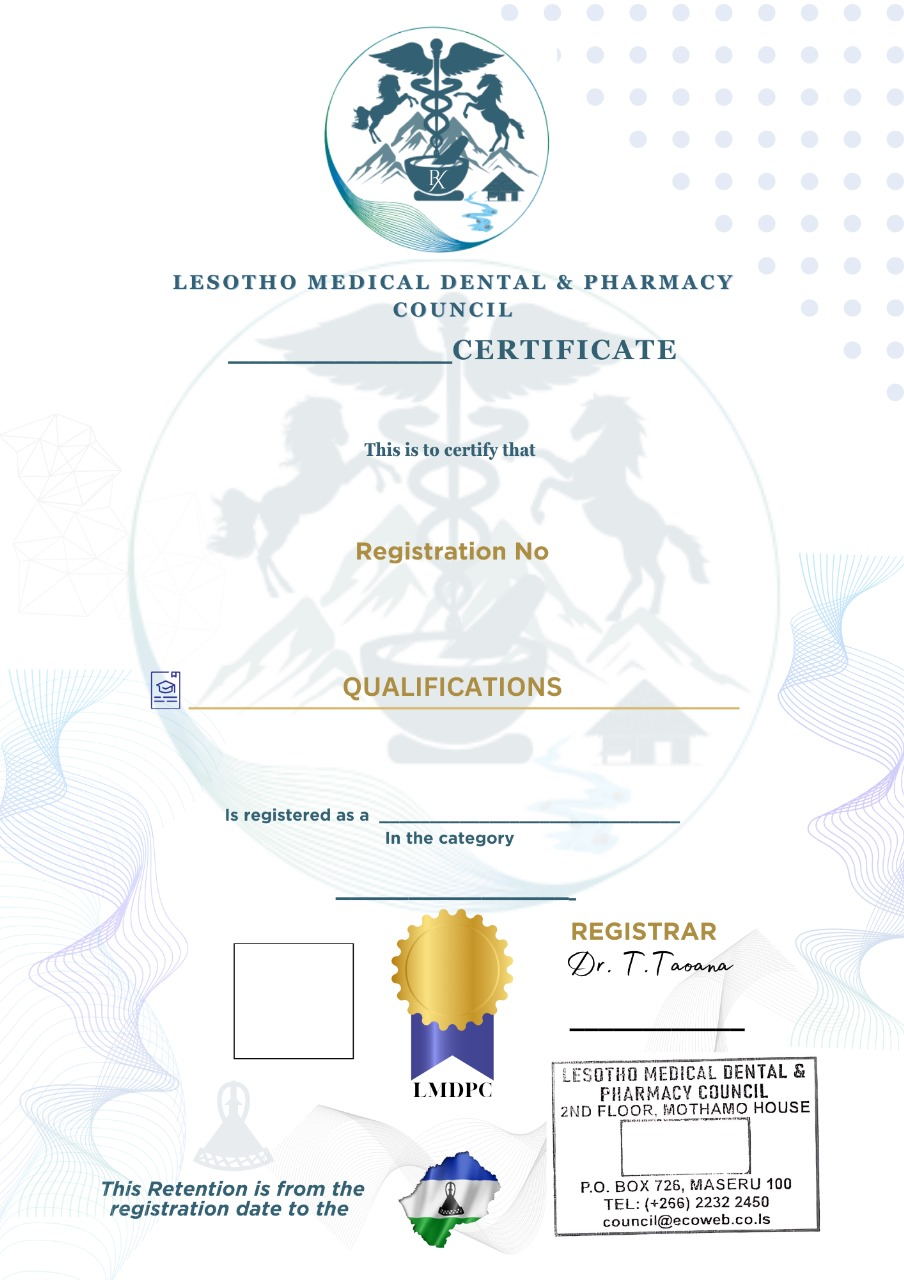 LESOTHO MEDICAL DENTAL & PHARMACY
COUNCIL
________________CERTIFICATE
This is to certify that
Registration No
QUALIFICATIONS
Is registered as a ______________________________
In the category
________________________
REGISTRAR
Dr. T.Taoana
LMDPC
LESOTHO MEDICAL DENTAL &
PHARMACY COUNCIL
2ND FLOOR, MOTHAMO HOUSE
P.O. BOX 726, MASERU 100
TEL: (+266) 2232 2450
council@ecoweb.co.ls
This Retention is from the
registration date to the